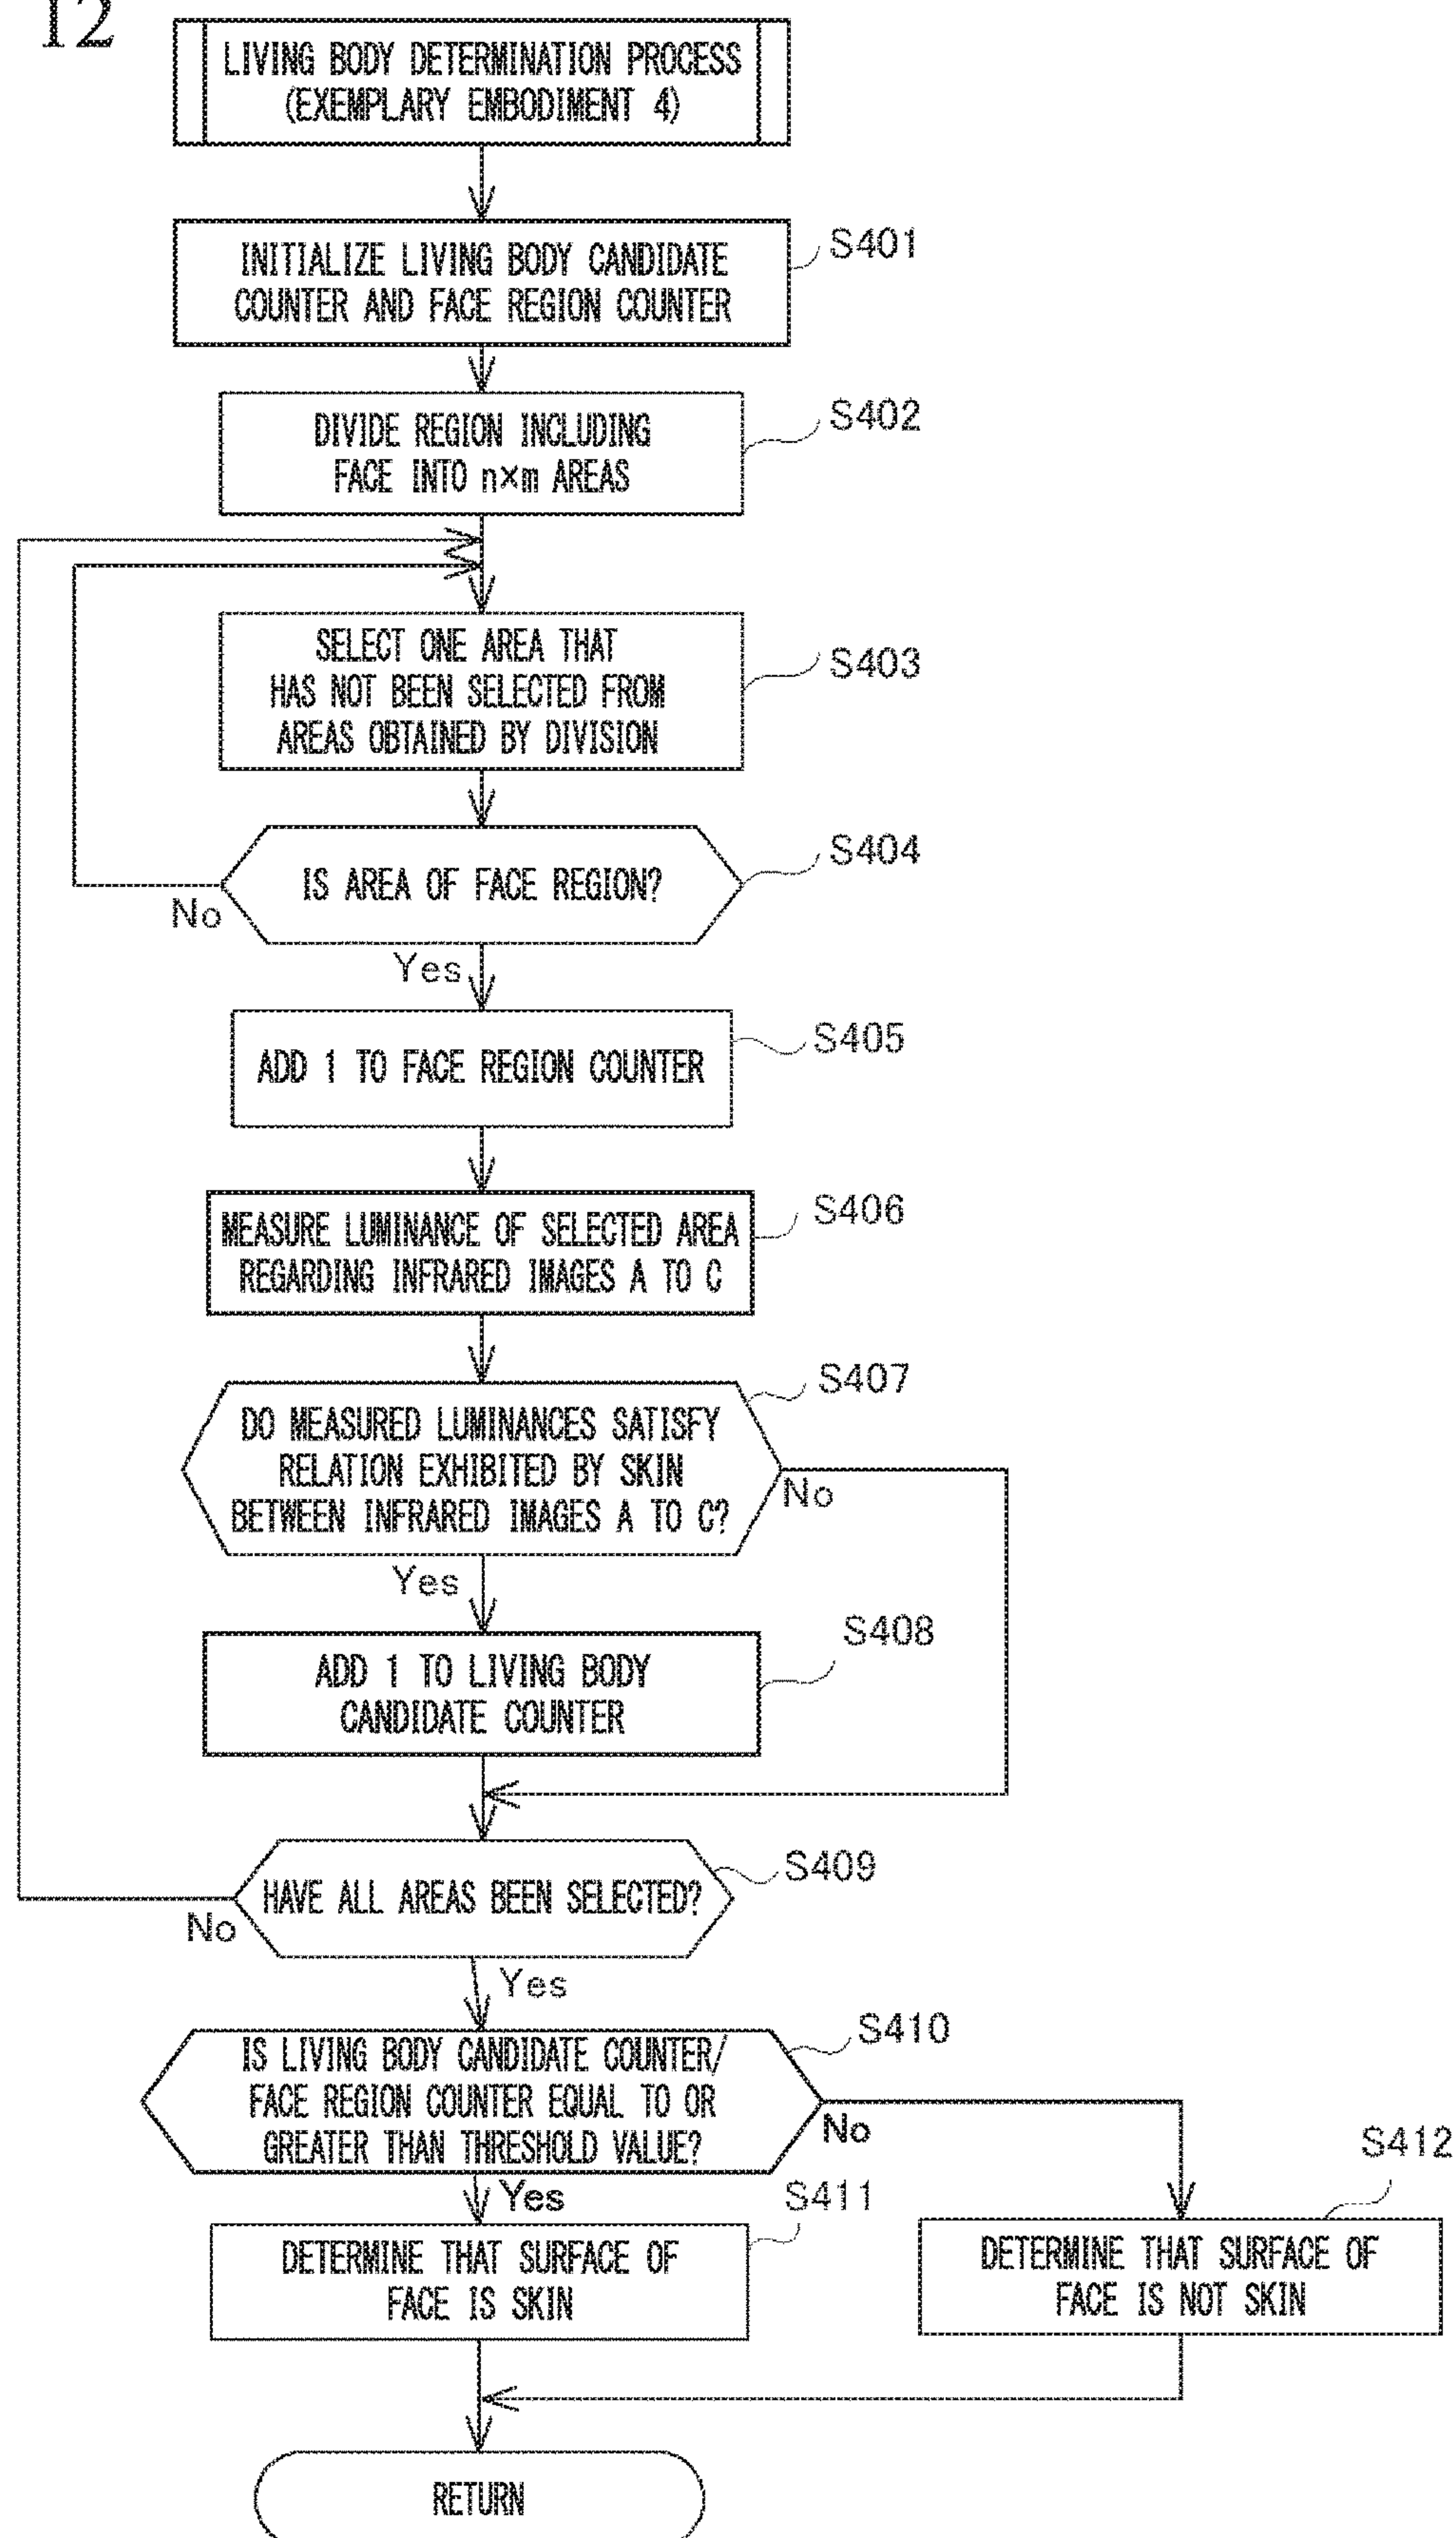 12
LIVING BODY DETERMINATION PROCESS
(EXEMPLARY EMBODIMENT 4)
S401
INITIALIZE LIVING BODY CANDIDATE
COUNTER AND FACE REGION COUNTER
S402
DIVIDE REGION INCLUDING
FACE INTO n×m AREAS
S403
SELECT ONE AREA THAT
HAS NOT BEEN SELECTED FROM
AREAS OBTAINED BY DIVISION
S404
IS AREA OF FACE REGION?
No
Yes
S405
ADD 1 TO FACE REGION COUNTER
S406
MEASURE LUMINANCE OF SELECTED AREA
REGARDING INFRARED IMAGES A TO C
S407
DO MEASURED LUMINANCES SATISFY
RELATION EXHIBITED BY SKIN
BETWEEN INFRARED IMAGES A TO C?
No
Yes
S408
ADD 1 TO LIVING BODY
CANDIDATE COUNTER
S409
HAVE ALL AREAS BEEN SELECTED?
No
Yes
S410
IS LIVING BODY CANDIDATE COUNTER/
FACE REGION COUNTER EQUAL TO OR
GREATER THAN THRESHOLD VALUE?
No
Yes
S411
DETERMINE THAT SURFACE OF
FACE IS SKIN
S412
DETERMINE THAT SURFACE OF
FACE IS NOT SKIN
RETURN